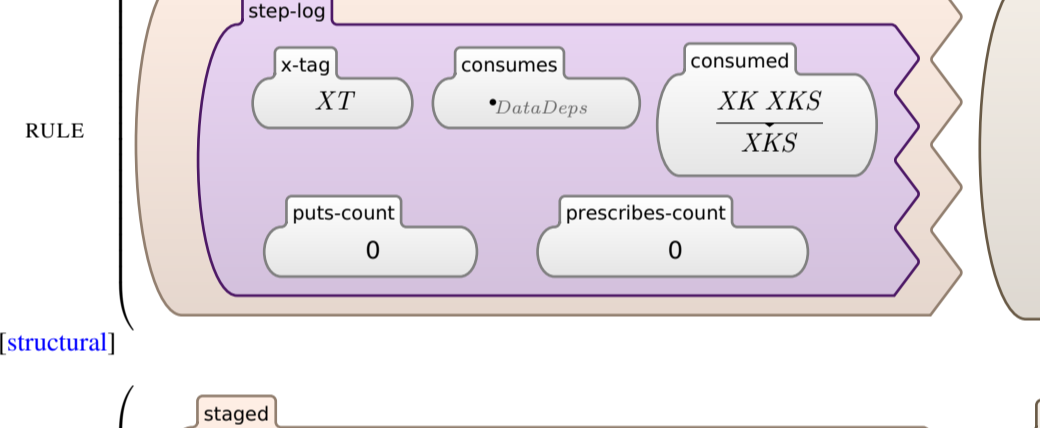 step-log
x-tag
XT
consumes
•DataDeps
consumed
XK XKS
XKS
RULE
puts-count
0
prescribes-count
0
[structural]
staged